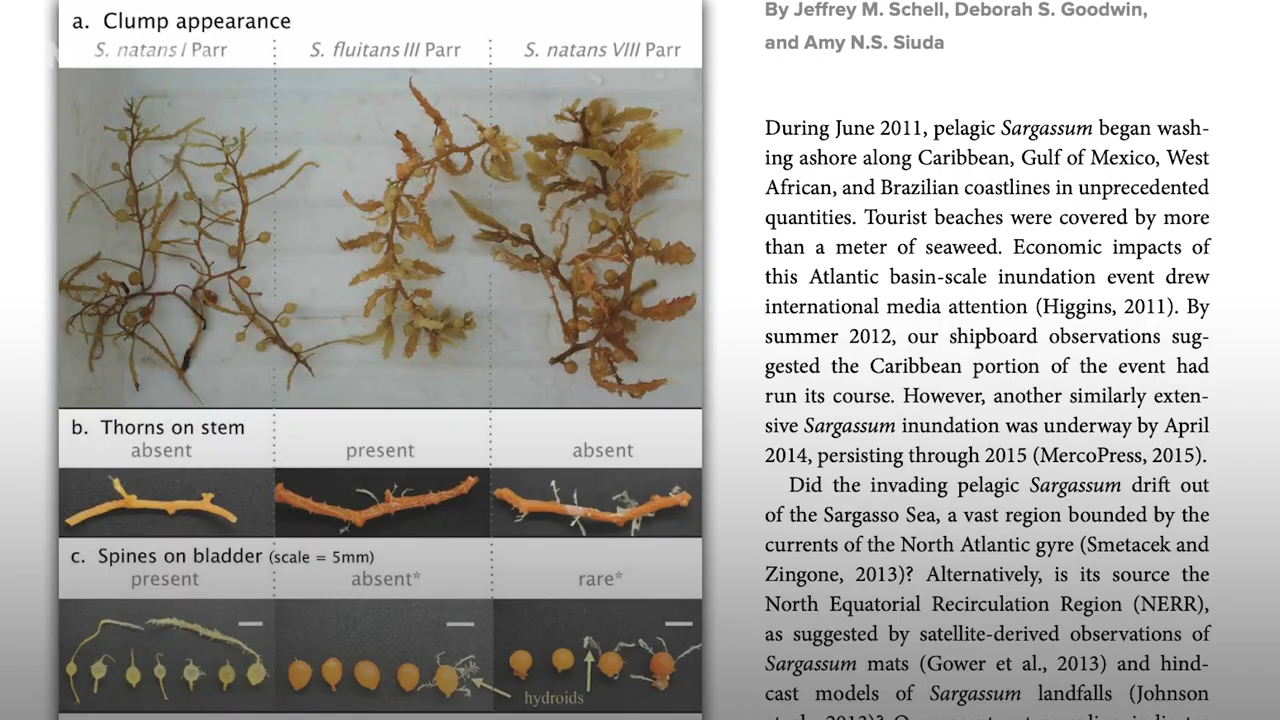 a. Clump appearance
S. natans I Parr
S. fluitans III Parr
S. natans VIII Parr
b. Thorns on stem
absent
present
absent
c. Spines on bladder (scale = 5mm)
present
absent*
rare*
hydroids
By Jeffrey M. Schell, Deborah S. Goodwin,
and Amy N.S. Siuda
During June 2011, pelagic Sargassum began wash-
ing ashore along Caribbean, Gulf of Mexico, West
African, and Brazilian coastlines in unprecedented
quantities. Tourist beaches were covered by more
than a meter of seaweed. Economic impacts of
this Atlantic basin-scale inundation event drew
international media attention (Higgins, 2011). By
summer 2012, our shipboard observations sug-
gested the Caribbean portion of the event had
run its course. However, another similarly exten-
sive Sargassum inundation was underway by April
2014, persisting through 2015 (MercoPress, 2015).
Did the invading pelagic Sargassum drift out
of the Sargasso Sea, a vast region bounded by the
currents of the North Atlantic gyre (Smetacek and
Zingone, 2013)? Alternatively, is its source the
North Equatorial Recirculation Region (NERR),
as suggested by satellite-derived observations of
Sargassum mats (Gower et al., 2013) and hind-
cast models of Sargassum landfalls (Johnson